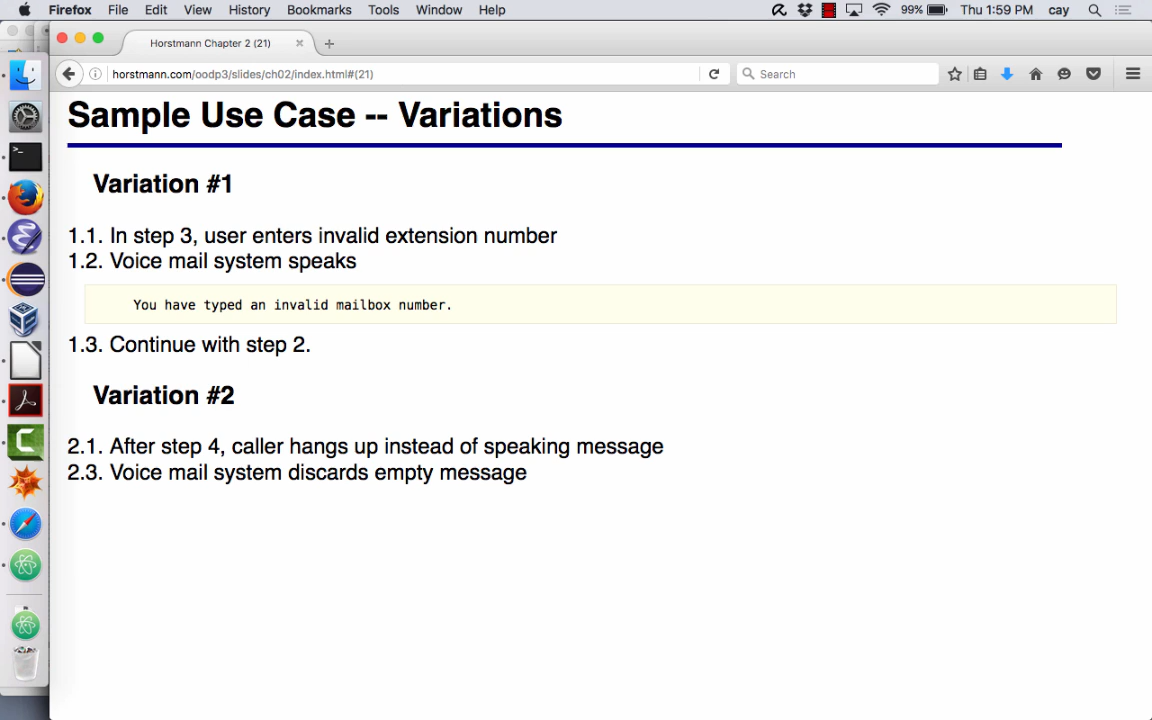 Firefox File Edit View History Bookmarks Tools Window Help 99% Thu 1:59 PM cay
Horstmann Chapter 2 (21)
horstmann.com/oodp3/slides/ch02/index.html#(21) Search
Sample Use Case -- Variations
Variation #1
1.1. In step 3, user enters invalid extension number
1.2. Voice mail system speaks
You have typed an invalid mailbox number.
1.3. Continue with step 2.
Variation #2
2.1. After step 4, caller hangs up instead of speaking message
2.3. Voice mail system discards empty message